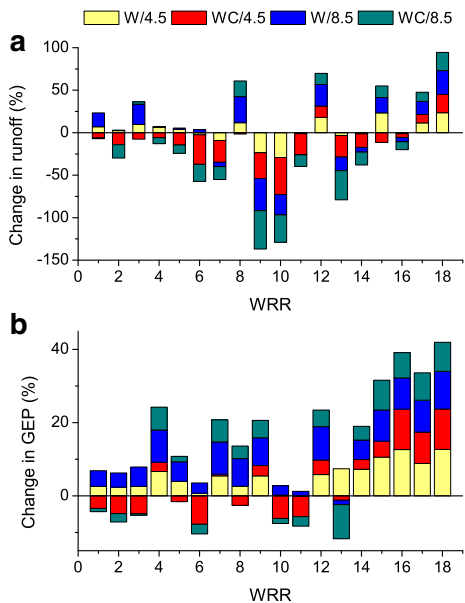 W/4.5 WC/4.5 W/8.5 WC/8.5
a
100
50
0
-50
-100
-150
Change in runoff (%)
0 2 4 6 8 10 12 14 16 18
WRR
b
40
20
0
Change in GEP (%)
0 2 4 6 8 10 12 14 16 18
WRR